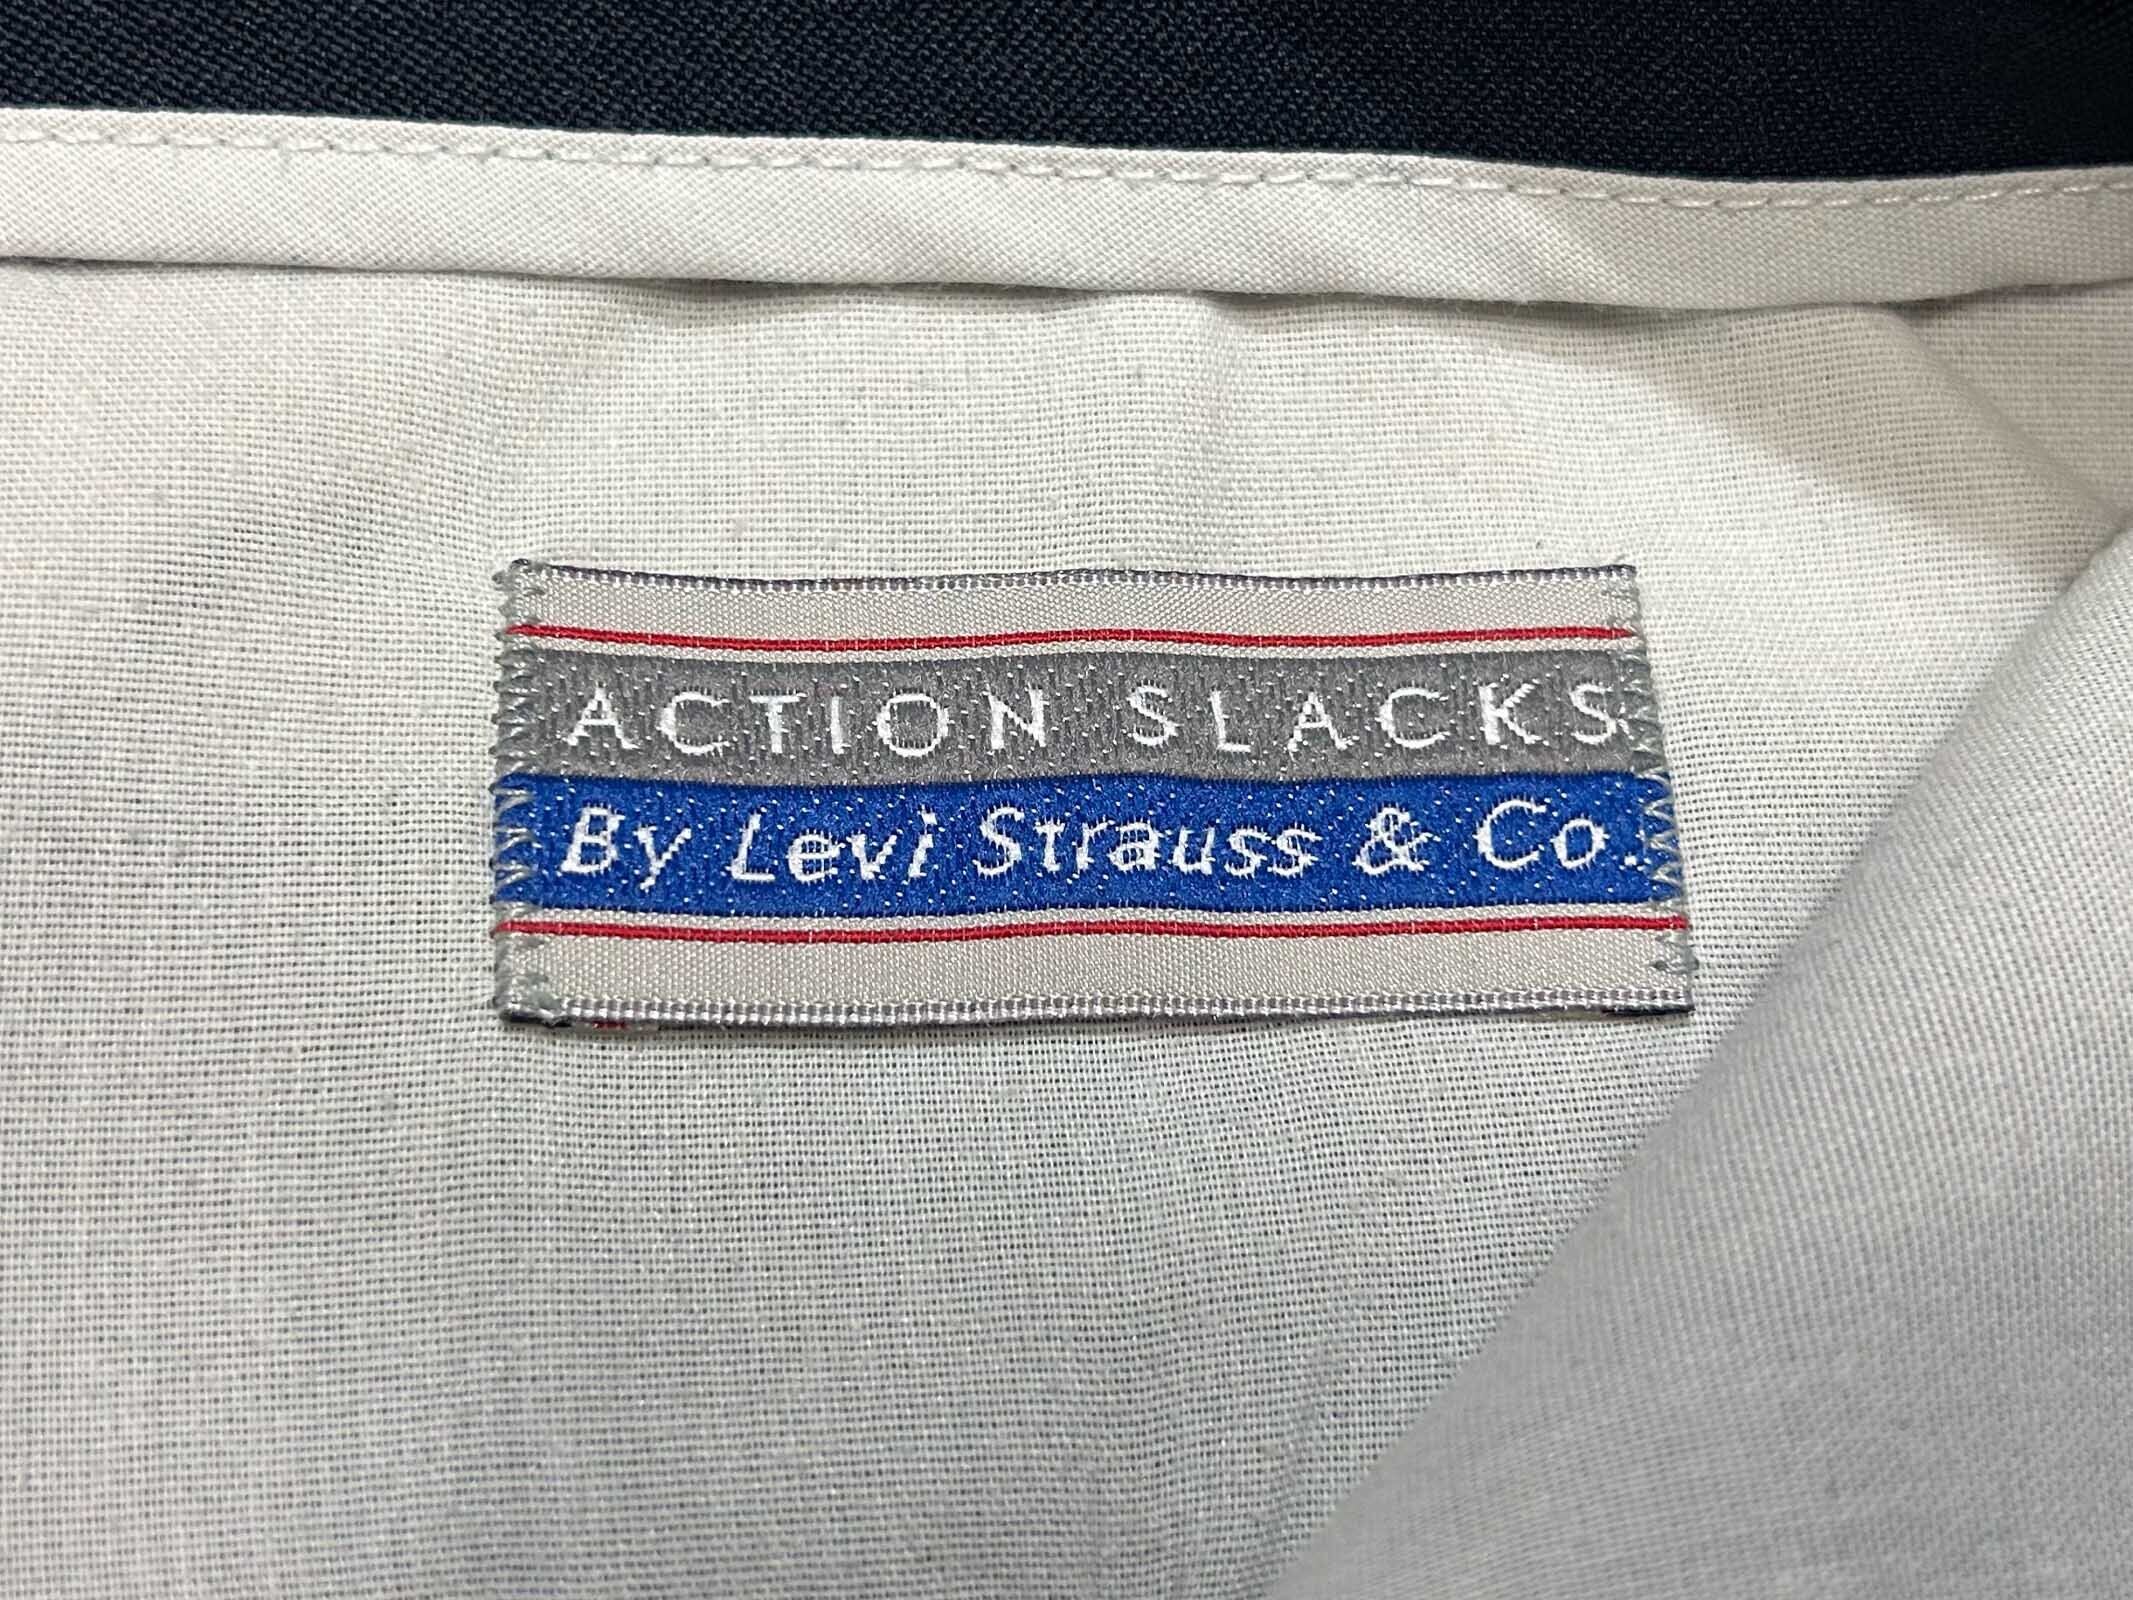 ACTION SLACKS
By Levi Strauss & Co.